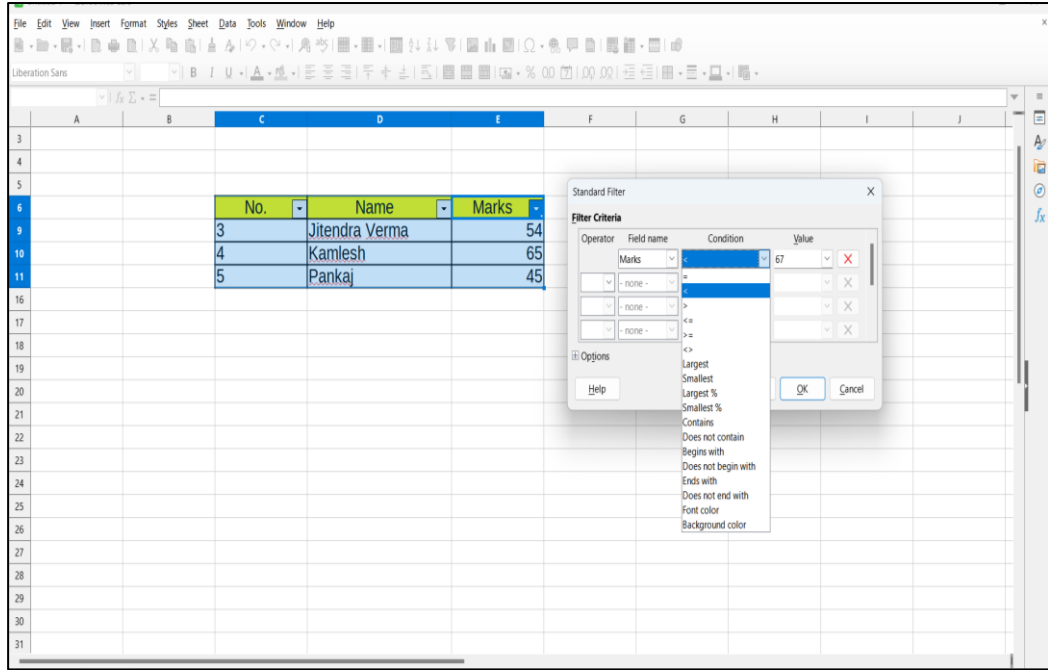 File Edit View Insert Format Styles Sheet Data Tools Window Help
Liberation Sans
A B C D E F G H I J
3
4
5
6 No. Name Marks
9 3 Jitendra Verma 54
10 4 Kamlesh 65
11 5 Pankaj 45
16
17
18
19
20
21
22
23
24
25
26
27
28
29
30
31
Standard Filter
Filter Criteria
Operator Field name Condition Value
Marks < 67
- none -
- none -
- none -
=
<
>
<=
>=
<>
Largest
Smallest
Largest %
Smallest %
Contains
Does not contain
Begins with
Does not begin with
Ends with
Does not end with
Font color
Background color
Options
Help OK Cancel